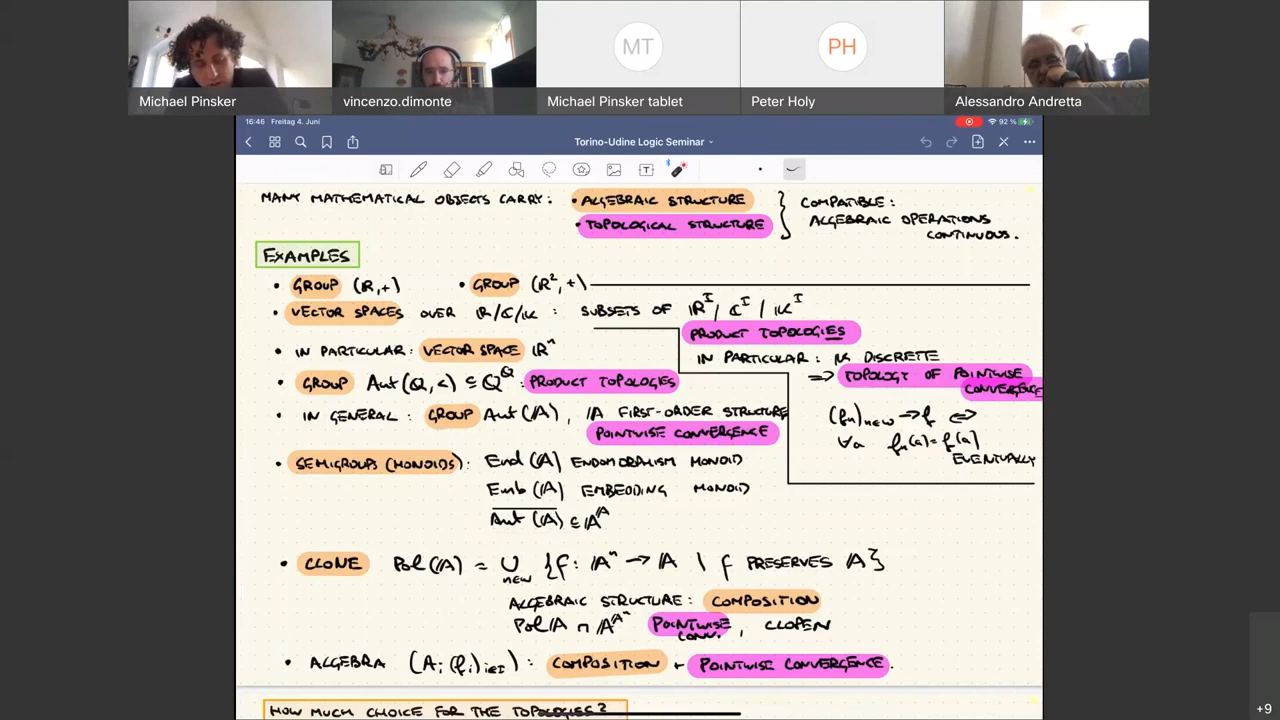 MT
PH
Michael Pinsker
vincenzo.dimonte
Michael Pinsker tablet
Peter Holy
Alessandro Andretta
16:46 Freitag 4. Juni
92 %
Torino-Udine Logic Seminar
MANY MATHEMATICAL OBJECTS CARRY: • ALGEBRAIC STRUCTURE
• TOPOLOGICAL STRUCTURE
} COMPATIBLE:
ALGEBRAIC OPERATIONS
CONTINUOUS.
EXAMPLES
• GROUP (ℝ,+) • GROUP (ℝ², +)
• VECTOR SPACES OVER ℝ/ℂ/𝕂 : SUBSETS OF ℝ^I / ℂ^I / 𝕂^I
PRODUCT TOPOLOGIES
• IN PARTICULAR: VECTOR SPACE ℝⁿ
IN PARTICULAR: 𝕂 DISCRETE
⇒ TOPOLOGY OF POINTWISE
CONVERGENCE
• GROUP Aut(ℚ,<) ⊆ ℚ^ℚ: PRODUCT TOPOLOGIES
• IN GENERAL: GROUP Aut(𝔸), 𝔸 FIRST-ORDER STRUCTURE
POINTWISE CONVERGENCE
(fn)n∈ω → f ⇔
∀a fn(a)=f(a)
EVENTUALLY
• SEMIGROUPS (MONOIDS): End(𝔸) ENDOMORPHISM MONOID
Emb(𝔸) EMBEDDING MONOID
Aut(𝔸) ⊆ 𝔸^𝔸
• CLONE Pol(𝔸) = ∪n∈ω {f: 𝔸ⁿ → 𝔸 | f PRESERVES 𝔸}
ALGEBRAIC STRUCTURE: COMPOSITION
Pol𝔸 ∩ 𝔸^𝔸ⁿ POINTWISE CONV., CLOPEN
• ALGEBRA (A; (fi)i∈I): COMPOSITION + POINTWISE CONVERGENCE.
HOW MUCH CHOICE FOR THE TOPOLOGIES?
+9